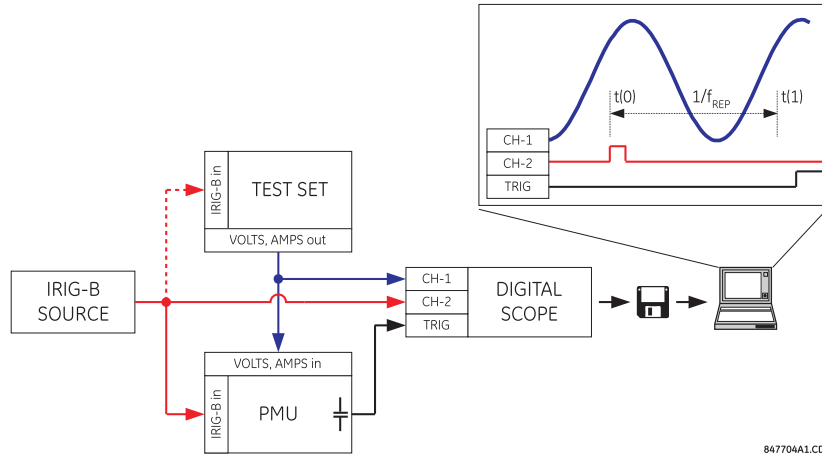 t(0)
1/fREP
t(1)
CH-1
CH-2
TRIG
IRIG-B in
TEST SET
VOLTS, AMPS out
IRIG-B
SOURCE
CH-1
CH-2
TRIG
DIGITAL
SCOPE
VOLTS, AMPS in
IRIG-B in
PMU
847704A1.CD